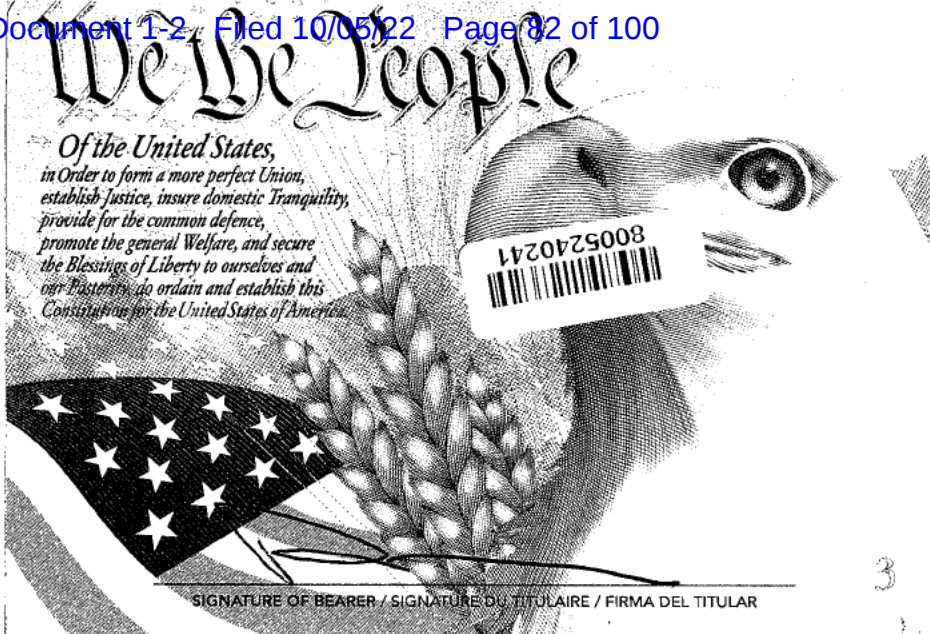 Document 1-2 Filed 10/05/22 Page 82 of 100
We the People
Of the United States,
in Order to form a more perfect Union,
establish Justice, insure domestic Tranquility,
provide for the common defence,
promote the general Welfare, and secure
the Blessings of Liberty to ourselves and
our Posterity, do ordain and establish this
Constitution for the United States of America.
8005240241
SIGNATURE OF BEARER / SIGNATURE DU TITULAIRE / FIRMA DEL TITULAR
3